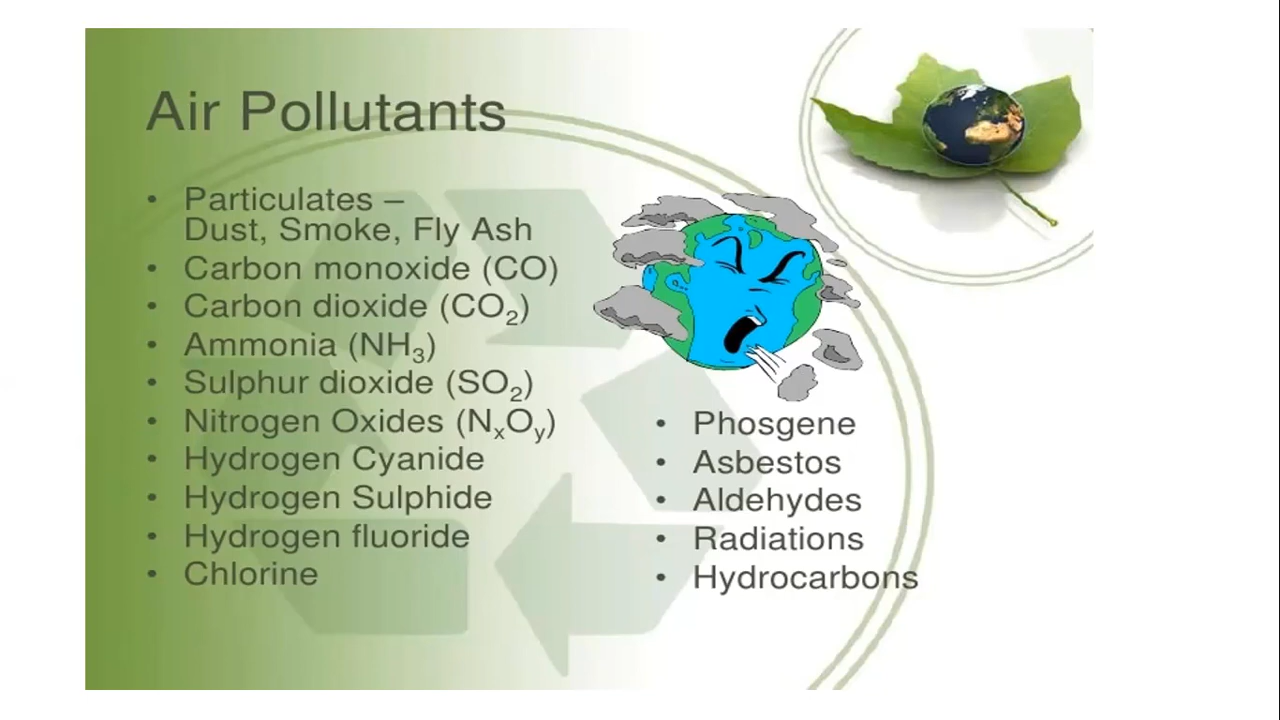 Air Pollutants
• Particulates –
Dust, Smoke, Fly Ash
• Carbon monoxide (CO)
• Carbon dioxide (CO₂)
• Ammonia (NH₃)
• Sulphur dioxide (SO₂)
• Nitrogen Oxides (NₓOᵧ)
• Hydrogen Cyanide
• Hydrogen Sulphide
• Hydrogen fluoride
• Chlorine
• Phosgene
• Asbestos
• Aldehydes
• Radiations
• Hydrocarbons